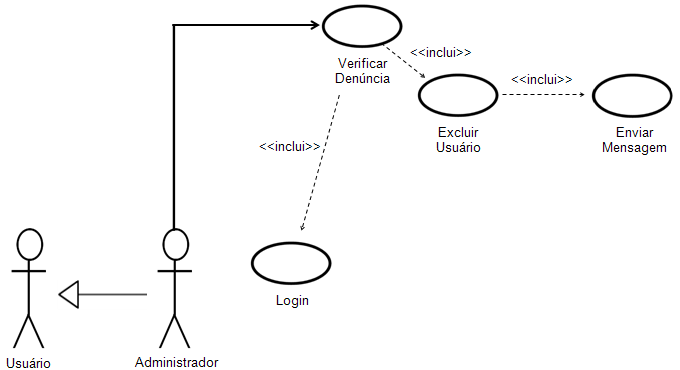 <<inclui>>
<<inclui>>
Verificar
Denúncia
Excluir
Usuário
Enviar
Mensagem
<<inclui>>
Login
Usuário
Administrador